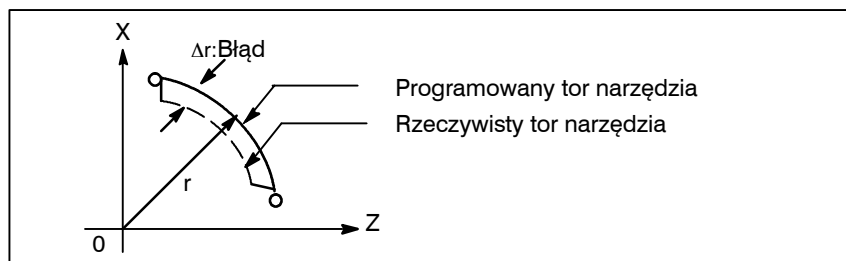 X
Δr:Błąd
Programowany tor narzędzia
Rzeczywisty tor narzędzia
r
Z
0